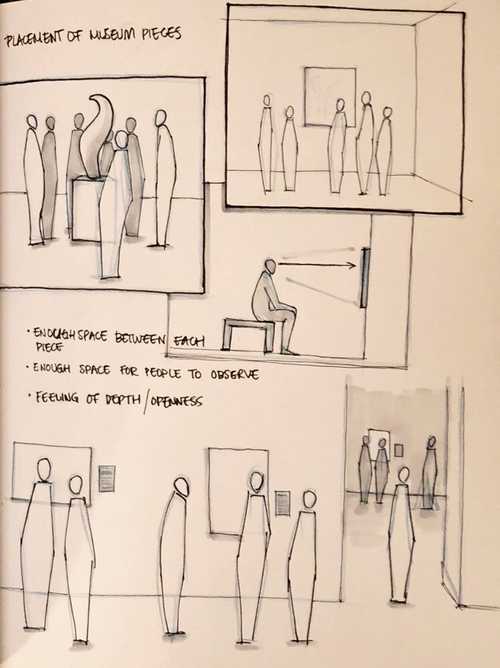 PLACEMENT OF MUSEUM PIECES
• ENOUGH SPACE BETWEEN EACH
PIECE
• ENOUGH SPACE FOR PEOPLE TO OBSERVE
• FEELING OF DEPTH/OPENNESS